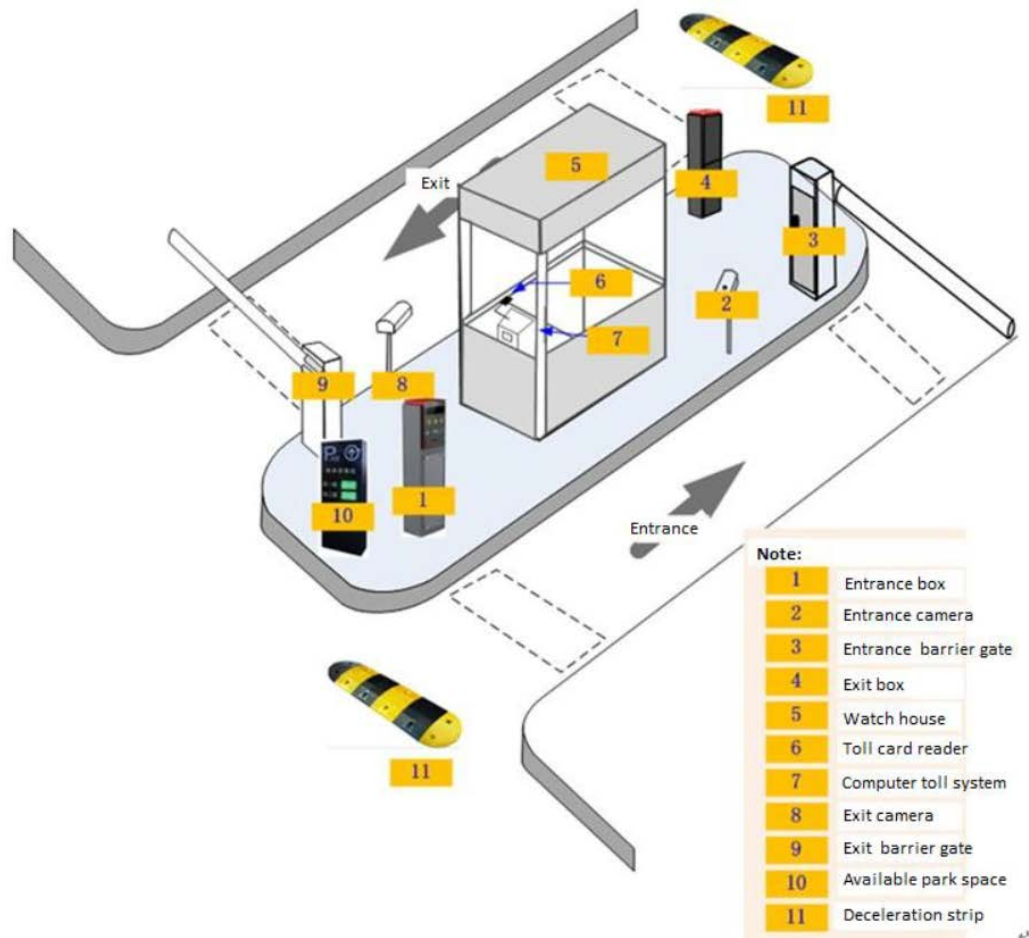 11
5
Exit
4
3
6
2
7
9
8
P
1
10
Entrance
11
Note:
1 Entrance box
2 Entrance camera
3 Entrance barrier gate
4 Exit box
5 Watch house
6 Toll card reader
7 Computer toll system
8 Exit camera
9 Exit barrier gate
10 Available park space
11 Deceleration strip